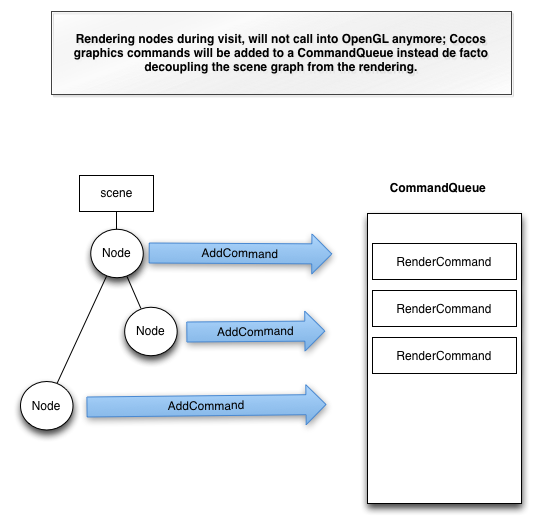 Rendering nodes during visit, will not call into OpenGL anymore; Cocos
graphics commands will be added to a CommandQueue instead de facto
decoupling the scene graph from the rendering.
CommandQueue
scene
Node
AddCommand
RenderCommand
RenderCommand
Node
AddCommand
RenderCommand
Node
AddCommand